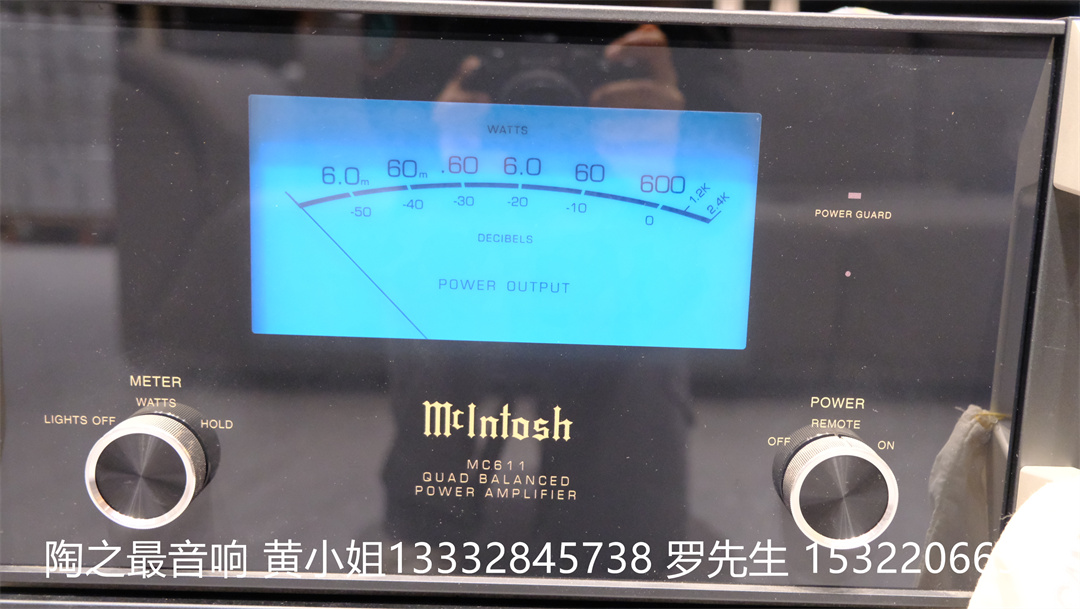 WATTS
6.0m 60m .60 6.0 60 600 1.2K 2.4K
-50 -40 -30 -20 -10 0
DECIBELS
POWER OUTPUT
POWER GUARD
METER
WATTS
LIGHTS OFF HOLD
McIntosh
MC611
QUAD BALANCED
POWER AMPLIFIER
POWER
REMOTE
OFF ON
陶之最音响 黄小姐13332845738 罗先生 15322066